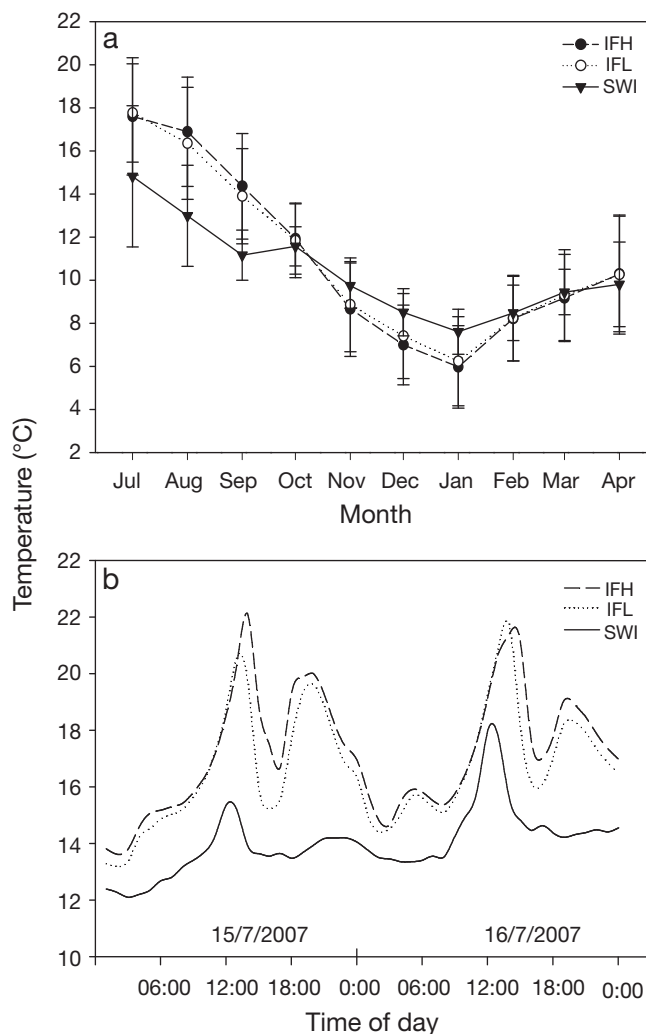 a
IFH
IFL
SWI
22
20
18
16
14
12
10
8
6
4
2
Jul Aug Sep Oct Nov Dec Jan Feb Mar Apr
Month
Temperature (°C)
b
IFH
IFL
SWI
22
22
20
18
16
14
12
10
15/7/2007 16/7/2007
06:00 12:00 18:00 0:00 06:00 12:00 18:00 0:00
Time of day